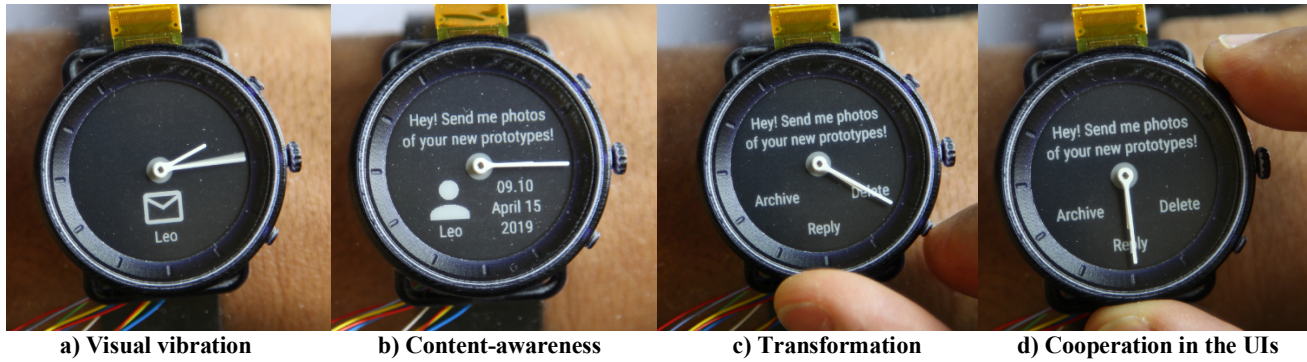 Leo
a) Visual vibration
Hey! Send me photos
of your new prototypes!
09.10
April 15
2019
Leo
b) Content-awareness
Hey! Send me photos
of your new prototypes!
Archive
Delete
Reply
c) Transformation
Hey! Send me photos
of your new prototypes!
Archive
Delete
Reply
d) Cooperation in the UIs